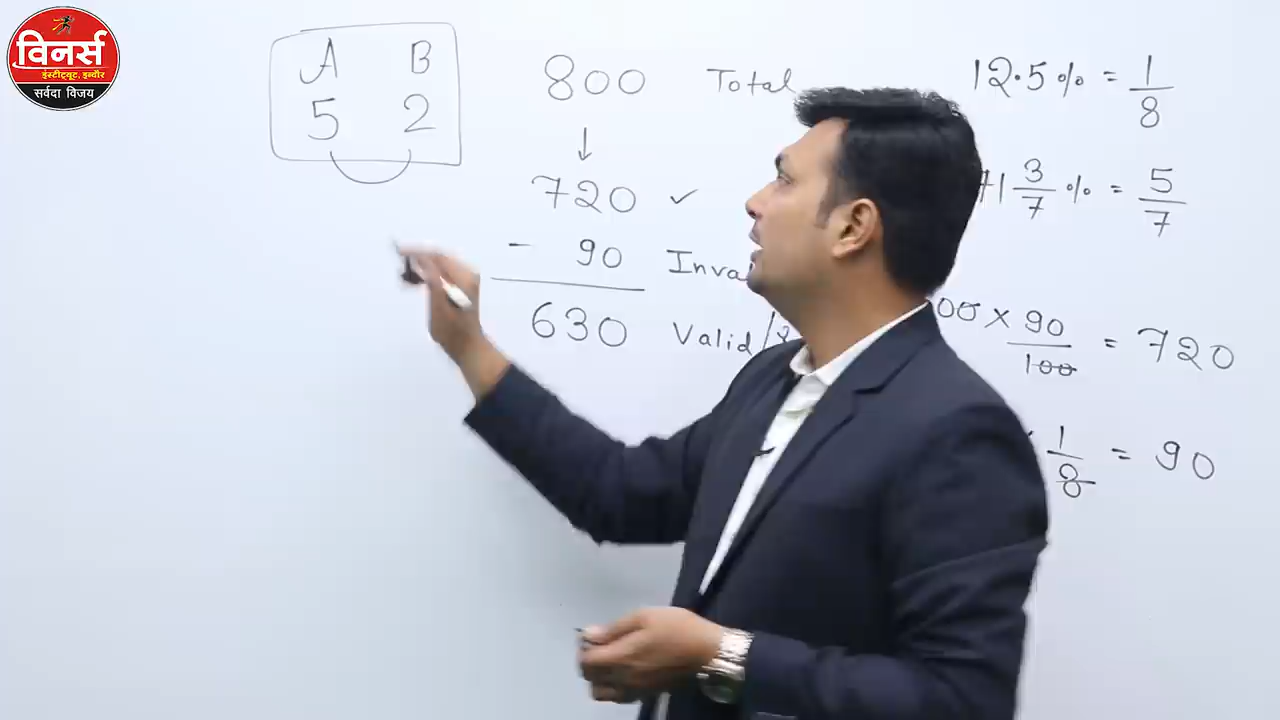 विनर्स
इंस्टिट्यूट, इन्दौर
सर्वदा विजय
A B
5 2
800 Total
↓
720 ✓
- 90
630 Valid/
12.5% = 1/8
71 3/7 % = 5/7
× 90/100 = 720
1/8 = 90